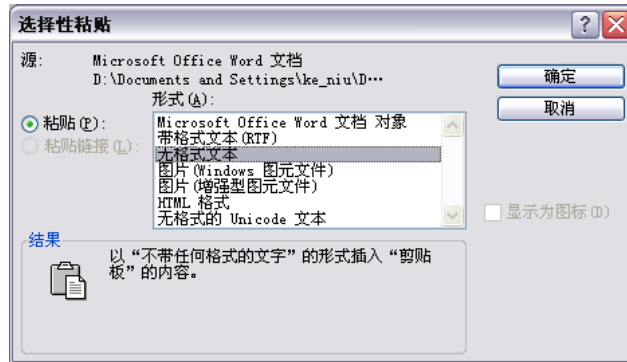 选择性粘贴
源: Microsoft Office Word 文档
D:\Documents and Settings\ke_niu\D…
形式(A):
粘贴(P):
粘贴链接(L):
Microsoft Office Word 文档 对象
带格式文本(RTF)
无格式文本
图片(Windows 图元文件)
图片(增强型图元文件)
HTML 格式
无格式的 Unicode 文本
确定
取消
显示为图标(D)
结果
以“不带任何格式的文字”的形式插入“剪贴
板”的内容。